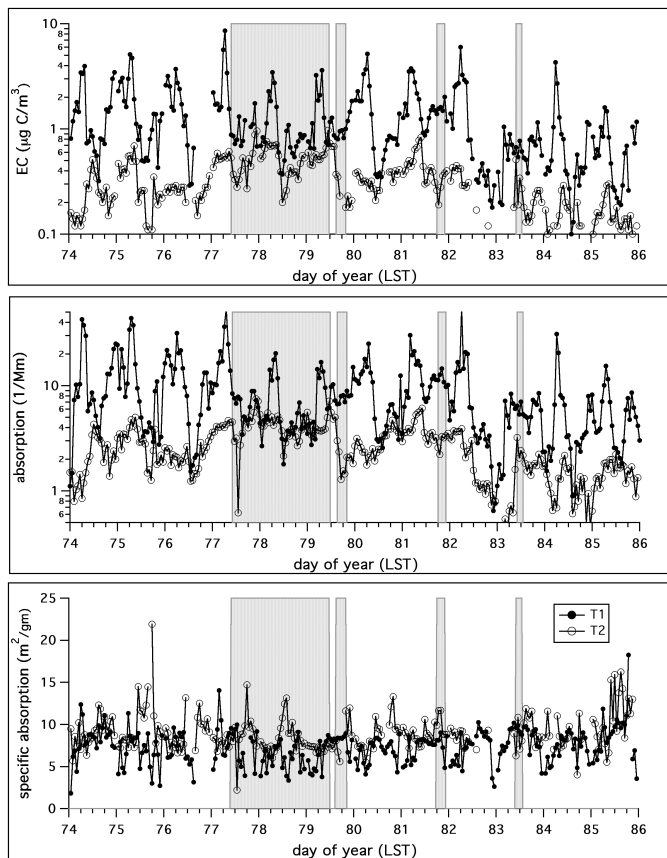 10
8
6
4
2
1
8
6
4
2
0.1
EC (µg C/m³)
74 75 76 77 78 79 80 81 82 83 84 85 86
day of year (LST)
4
2
10
8
6
4
2
1
8
6
absorption (1/Mm)
74 75 76 77 78 79 80 81 82 83 84 85 86
day of year (LST)
25
20
15
10
5
0
specific absorption (m²/gm)
T1
T2
74 75 76 77 78 79 80 81 82 83 84 85 86
day of year (LST)